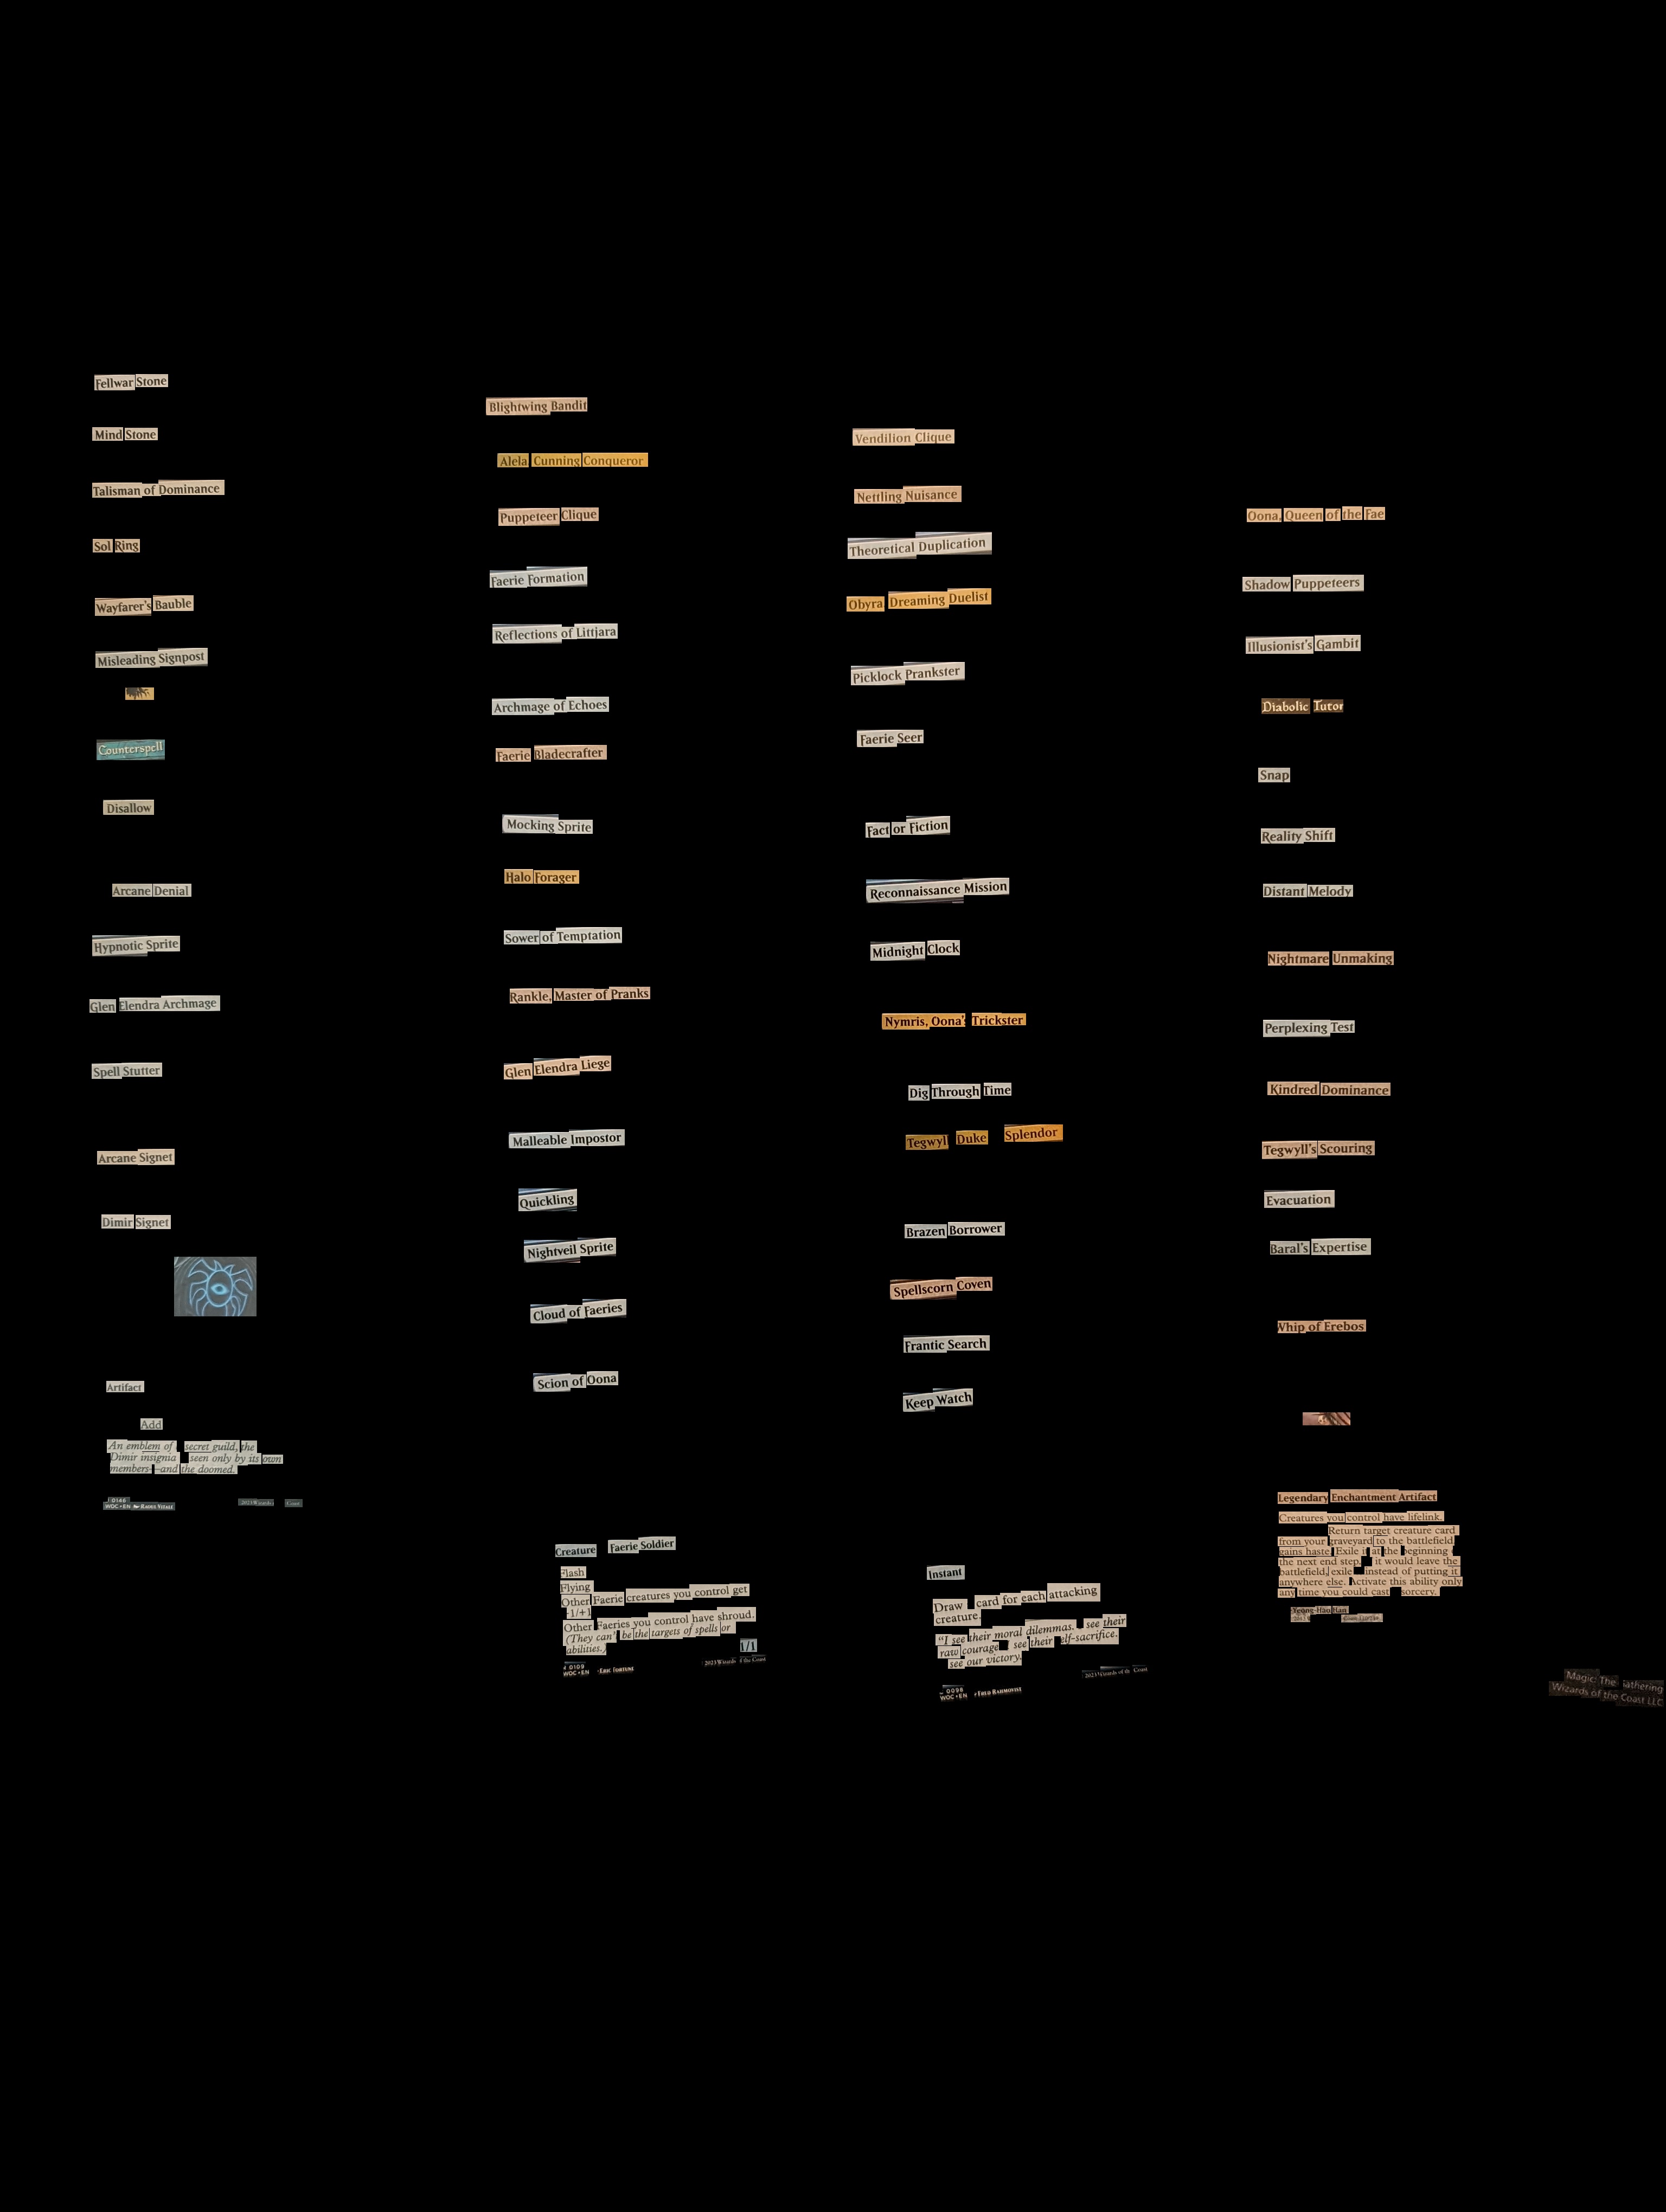 Fellwar Stone
Mind Stone
Talisman of Dominance
Sol Ring
Wayfarer's Bauble
Misleading Signpost
Counterspell
Disallow
Arcane Denial
Hypnotic Sprite
Glen Elendra Archmage
Spell Stutter
Arcane Signet
Dimir Signet
Artifact
Add
An emblem of secret guild, the
Dimir insignia seen only by its own
members—and the doomed.
0160
WOC • EN Raoul Vitale
2023 Wizards Coast
Blightwing Bandit
Alela Cunning Conqueror
Puppeteer Clique
Faerie Formation
Reflections of Littjara
Archmage of Echoes
Faerie Bladecrafter
Mocking Sprite
Halo Forager
Sower of Temptation
Rankle, Master of Pranks
Glen Elendra Liege
Malleable Impostor
Quickling
Nightveil Sprite
Cloud of Faeries
Scion of Oona
Creature Faerie Soldier
Flash
Flying
Other Faerie creatures you control get
+1/+1
Other Faeries you control have shroud.
(They can't be the targets of spells or
abilities.)
1/1
0109
WOC • EN Eric Fortune
2023 Wizards of the Coast
Vendilion Clique
Nettling Nuisance
Theoretical Duplication
Obyra Dreaming Duelist
Picklock Prankster
Faerie Seer
Fact or Fiction
Reconnaissance Mission
Midnight Clock
Nymris, Oona's Trickster
Dig Through Time
Tegwyll Duke Splendor
Brazen Borrower
Spellscorn Coven
Frantic Search
Keep Watch
Instant
Draw card for each attacking
creature.
"I see their moral dilemmas. see their
raw courage see their self-sacrifice.
see our victory.
0098
WOC • EN Fred Rahmqvist
2023 Wizards of the Coast
Oona, Queen of the Fae
Shadow Puppeteers
Illusionist's Gambit
Diabolic Tutor
Snap
Reality Shift
Distant Melody
Nightmare Unmaking
Perplexing Test
Kindred Dominance
Tegwyll's Scouring
Evacuation
Baral's Expertise
Whip of Erebos
Legendary Enchantment Artifact
Creatures you control have lifelink.
Return target creature card
from your graveyard to the battlefield
gains haste. Exile it at the beginning
the next end step. it would leave the
battlefield, exile instead of putting it
anywhere else. Activate this ability only
any time you could cast sorcery.
Yeong-Hao Han
Magic: The Gathering
Wizards of the Coast LLC